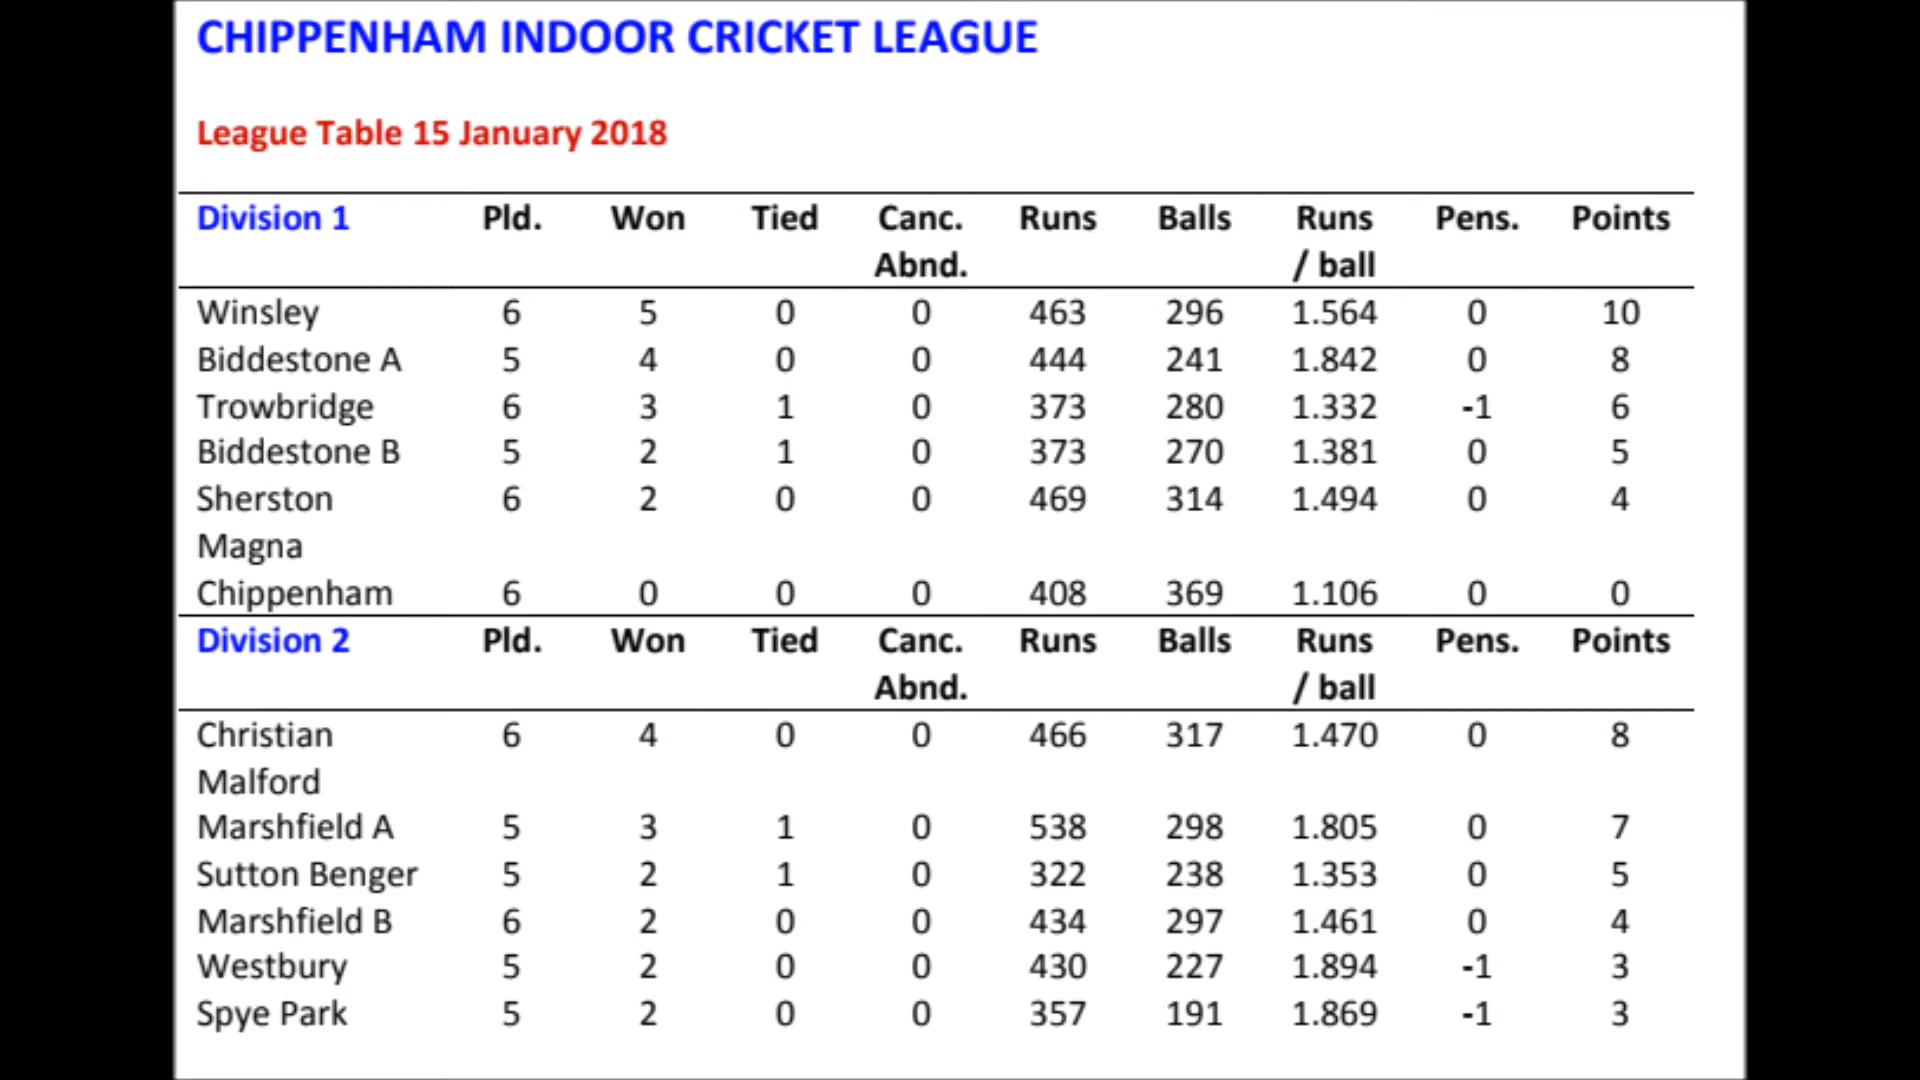 CHIPPENHAM INDOOR CRICKET LEAGUE
League Table 15 January 2018
Division 1 Pld. Won Tied Canc. Runs Balls Runs Pens. Points
Abnd. / ball
Winsley 6 5 0 0 463 296 1.564 0 10
Biddestone A 5 4 0 0 444 241 1.842 0 8
Trowbridge 6 3 1 0 373 280 1.332 -1 6
Biddestone B 5 2 1 0 373 270 1.381 0 5
Sherston 6 2 0 0 469 314 1.494 0 4
Magna
Chippenham 6 0 0 0 408 369 1.106 0 0
Division 2 Pld. Won Tied Canc. Runs Balls Runs Pens. Points
Abnd. / ball
Christian 6 4 0 0 466 317 1.470 0 8
Malford
Marshfield A 5 3 1 0 538 298 1.805 0 7
Sutton Benger 5 2 1 0 322 238 1.353 0 5
Marshfield B 6 2 0 0 434 297 1.461 0 4
Westbury 5 2 0 0 430 227 1.894 -1 3
Spye Park 5 2 0 0 357 191 1.869 -1 3